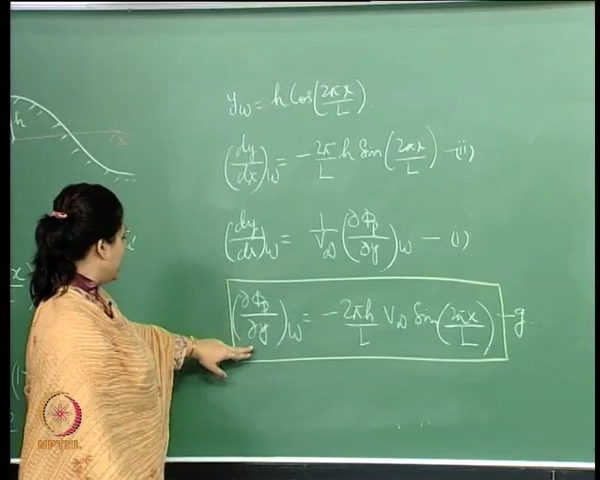 h
x
y_w = h Cos(2πx/L)
(dy/dx)_w = -2π/L h Sin(2πx/L) - (ii)
(dy/dx)_w = 1/V_∞ (∂Φ_p/∂y)_w - (i)
(∂Φ_p/∂y)_w = -2πh/L V_∞ Sin(2πx/L) - g
NPTEL